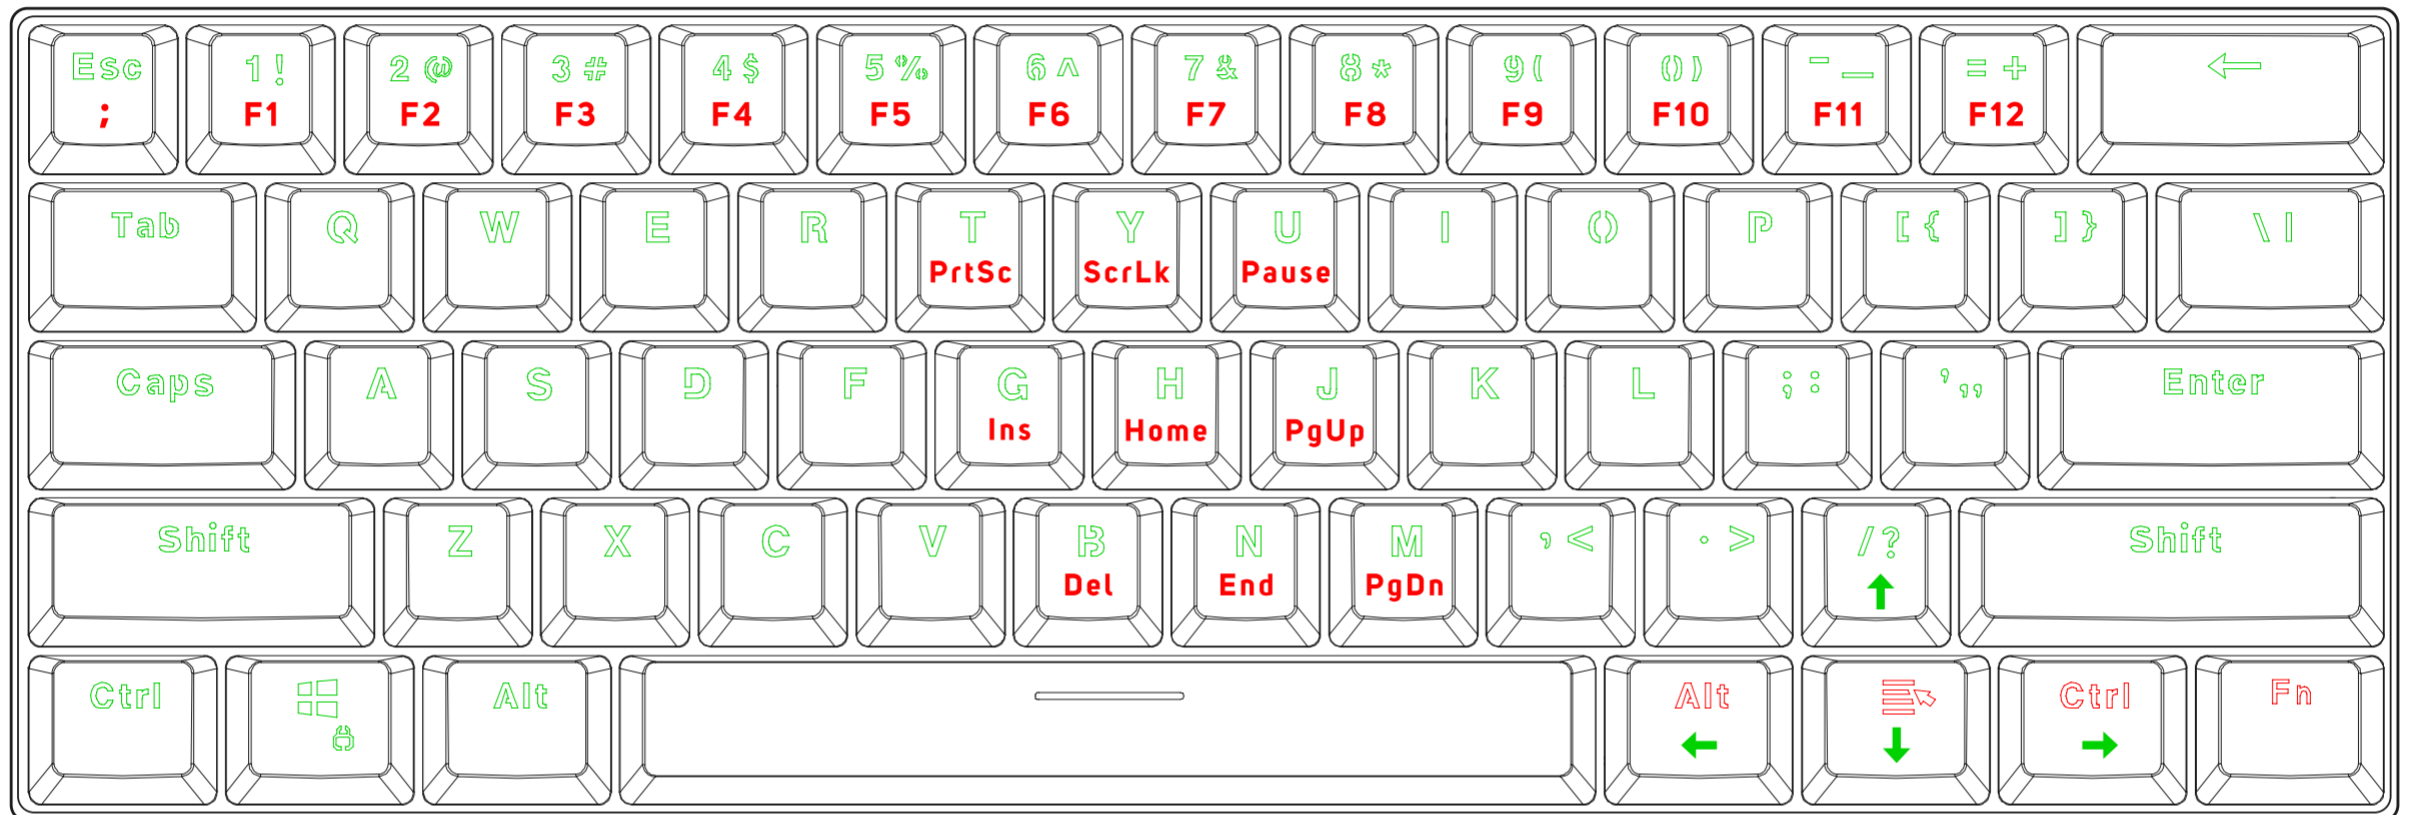 Esc 1 ! 2 @ 3 # 4 $ 5 % 6 ^ 7 & 8 * 9 ( 0 ) - _ = + ←
; F1 F2 F3 F4 F5 F6 F7 F8 F9 F10 F11 F12
Tab Q W E R T Y U I O P [ { ] } \ |
PrtSc ScrLk Pause
Caps A S D F G H J K L ; : ' ,,
Enter
Ins Home PgUp
Shift Z X C V B N M , < . > / ? Shift
Del End PgDn ↑
Ctrl Alt Alt Ctrl Fn
← ↓ →